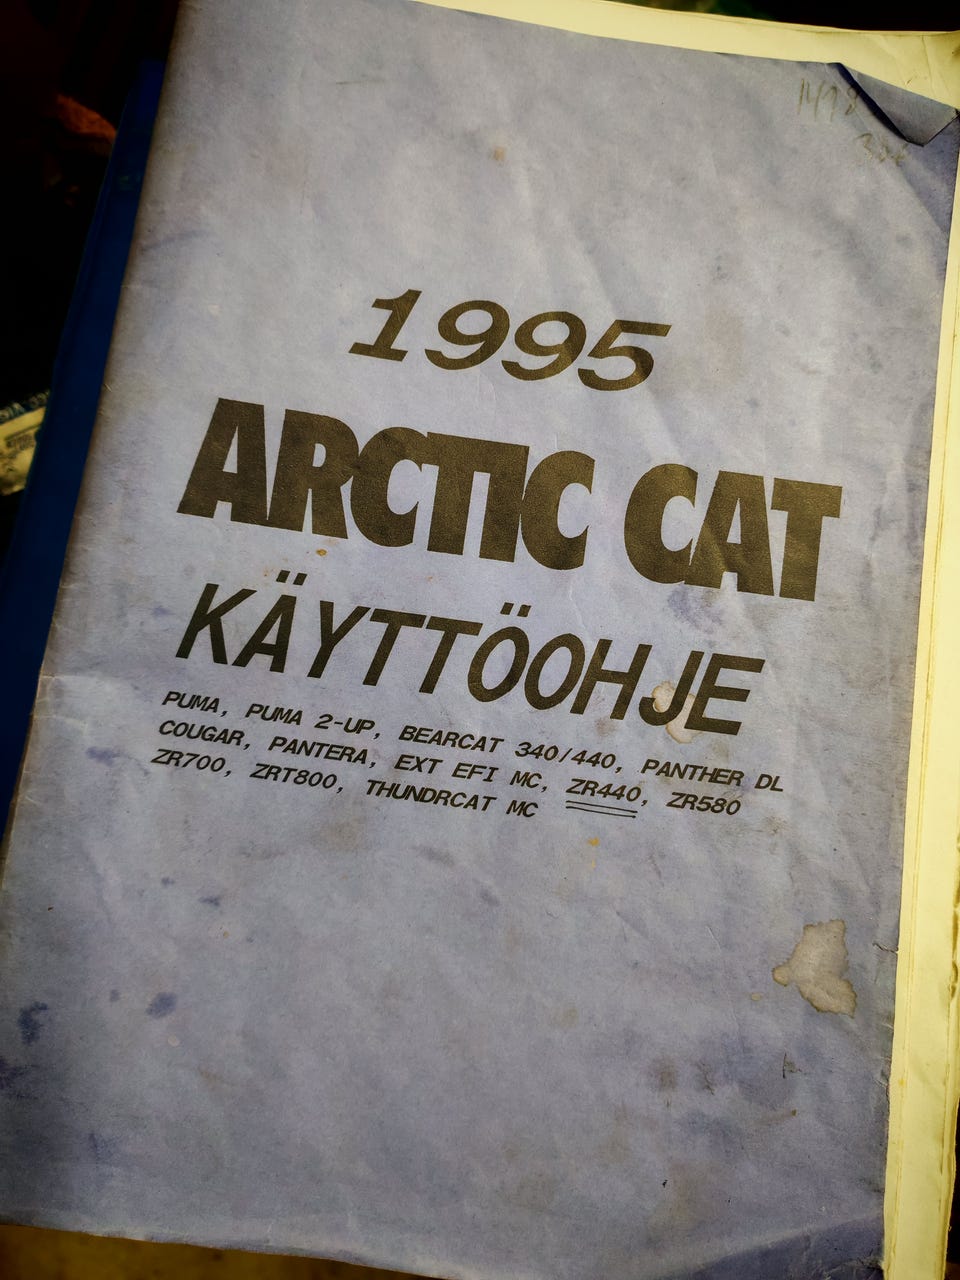 1995
ARCTIC CAT
KÄYTTÖOHJE
PUMA, PUMA 2-UP, BEARCAT 340/440, PANTHER DL
COUGAR, PANTERA, EXT EFI MC, ZR440, ZR580
ZR700, ZRT800, THUNDRCAT MC